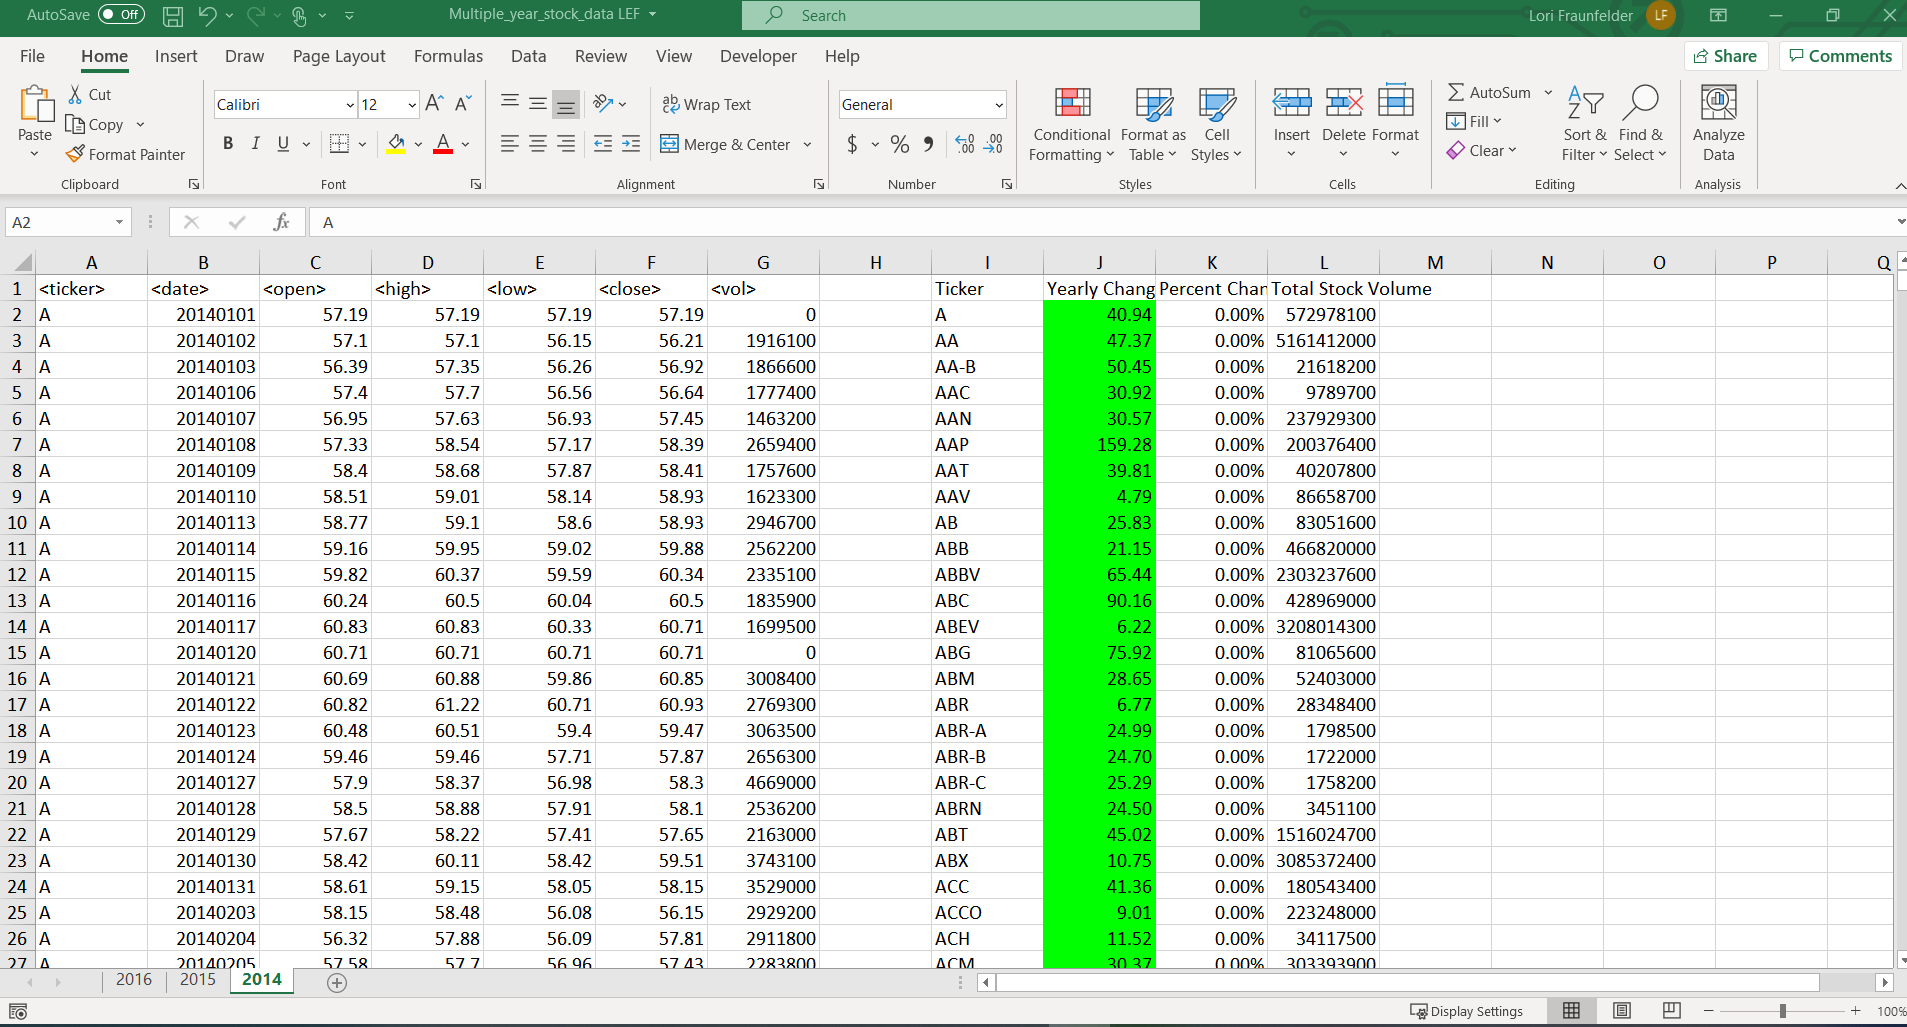 AutoSave Off Multiple_year_stock_data LEF Search Lori Fraunfelder LF
File Home Insert Draw Page Layout Formulas Data Review View Developer Help Share Comments
Paste Cut Copy Format Painter Clipboard
Calibri 12 B I U A Font
ab Wrap Text Merge & Center Alignment
General $ % , .00 .00 Number
Conditional Formatting Format as Table Cell Styles Styles
Insert Delete Format Cells
AutoSum Fill Clear Sort & Filter Find & Select Editing
Analyze Data Analysis
A2 fx A
A B C D E F G H I J K L M N O P Q
1 <ticker> <date> <open> <high> <low> <close> <vol> Ticker Yearly Chang Percent Chan Total Stock Volume
2 A 20140101 57.19 57.19 57.19 57.19 0 A 40.94 0.00% 572978100
3 A 20140102 57.1 57.1 56.15 56.21 1916100 AA 47.37 0.00% 5161412000
4 A 20140103 56.39 57.35 56.26 56.92 1866600 AA-B 50.45 0.00% 21618200
5 A 20140106 57.4 57.7 56.56 56.64 1777400 AAC 30.92 0.00% 9789700
6 A 20140107 56.95 57.63 56.93 57.45 1463200 AAN 30.57 0.00% 237929300
7 A 20140108 57.33 58.54 57.17 58.39 2659400 AAP 159.28 0.00% 200376400
8 A 20140109 58.4 58.68 57.87 58.41 1757600 AAT 39.81 0.00% 40207800
9 A 20140110 58.51 59.01 58.14 58.93 1623300 AAV 4.79 0.00% 86658700
10 A 20140113 58.77 59.1 58.6 58.93 2946700 AB 25.83 0.00% 83051600
11 A 20140114 59.16 59.95 59.02 59.88 2562200 ABB 21.15 0.00% 466820000
12 A 20140115 59.82 60.37 59.59 60.34 2335100 ABBV 65.44 0.00% 2303237600
13 A 20140116 60.24 60.5 60.04 60.5 1835900 ABC 90.16 0.00% 428969000
14 A 20140117 60.83 60.83 60.33 60.71 1699500 ABEV 6.22 0.00% 3208014300
15 A 20140120 60.71 60.71 60.71 60.71 0 ABG 75.92 0.00% 81065600
16 A 20140121 60.69 60.88 59.86 60.85 3008400 ABM 28.65 0.00% 52403000
17 A 20140122 60.82 61.22 60.71 60.93 2769300 ABR 6.77 0.00% 28348400
18 A 20140123 60.48 60.51 59.4 59.47 3063500 ABR-A 24.99 0.00% 1798500
19 A 20140124 59.46 59.46 57.71 57.87 2656300 ABR-B 24.70 0.00% 1722000
20 A 20140127 57.9 58.37 56.98 58.3 4669000 ABR-C 25.29 0.00% 1758200
21 A 20140128 58.5 58.88 57.91 58.1 2536200 ABRN 24.50 0.00% 3451100
22 A 20140129 57.67 58.22 57.41 57.65 2163000 ABT 45.02 0.00% 1516024700
23 A 20140130 58.42 60.11 58.42 59.51 3743100 ABX 10.75 0.00% 3085372400
24 A 20140131 58.61 59.15 58.05 58.15 3529000 ACC 41.36 0.00% 180543400
25 A 20140203 58.15 58.48 56.08 56.15 2929200 ACCO 9.01 0.00% 223248000
26 A 20140204 56.32 57.88 56.09 57.81 2911800 ACH 11.52 0.00% 34117500
27 A 20140205 57.58 57.7 56.96 57.43 2283800 ACM 30.37 0.00% 303393900
2016 2015 2014
Display Settings 100%